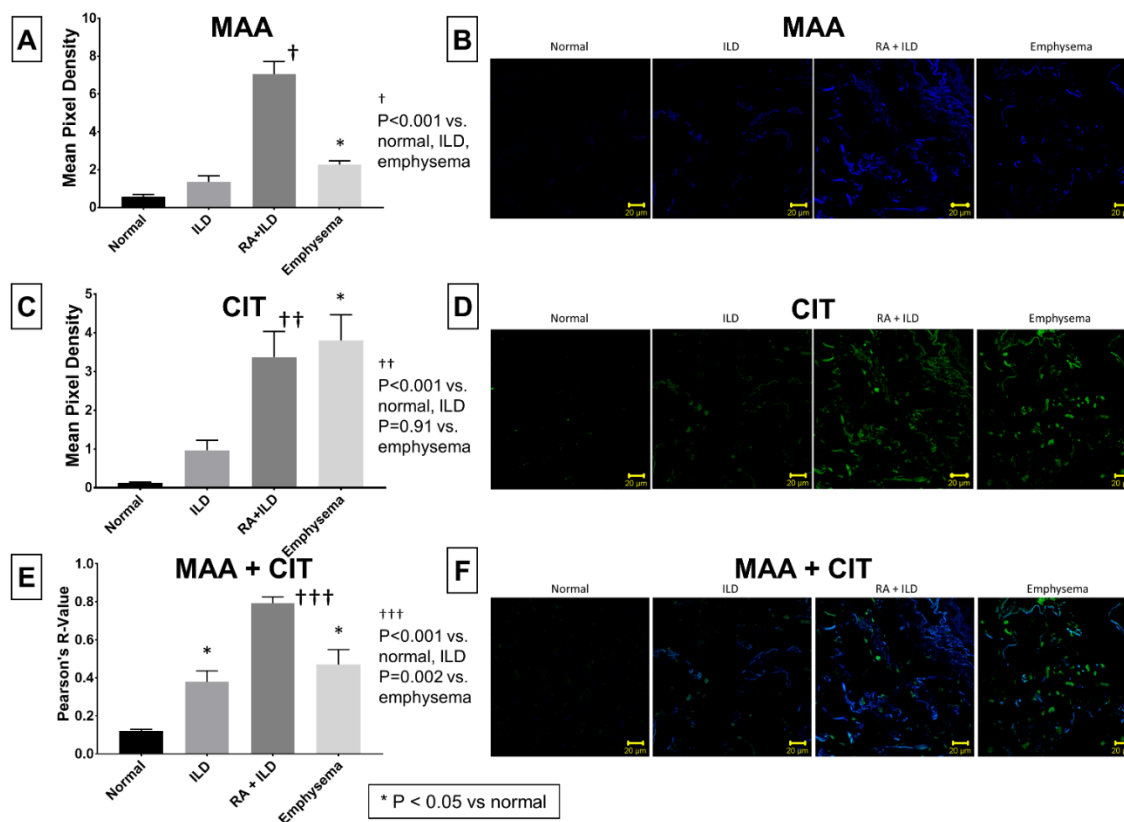 A
MAA
Mean Pixel Density
10
8
6
4
2
0
†
*
Normal
ILD
RA+ILD
Emphysema
†
P<0.001 vs.
normal, ILD,
emphysema
B
MAA
Normal
ILD
RA + ILD
Emphysema
20 μm
20 μm
20 μm
20 μm
C
CIT
Mean Pixel Density
5
4
3
2
1
0
††
*
Normal
ILD
RA+ILD
Emphysema
††
P<0.001 vs.
normal, ILD
P=0.91 vs.
emphysema
D
CIT
Normal
ILD
RA + ILD
Emphysema
20 μm
20 μm
20 μm
20 μm
E
MAA + CIT
Pearson's R-Value
1.0
0.8
0.6
0.4
0.2
0.0
*
†††
*
Normal
ILD
RA + ILD
Emphysema
†††
P<0.001 vs.
normal, ILD
P=0.002 vs.
emphysema
F
MAA + CIT
Normal
ILD
RA + ILD
Emphysema
20 μm
20 μm
20 μm
20 μm
* P < 0.05 vs normal